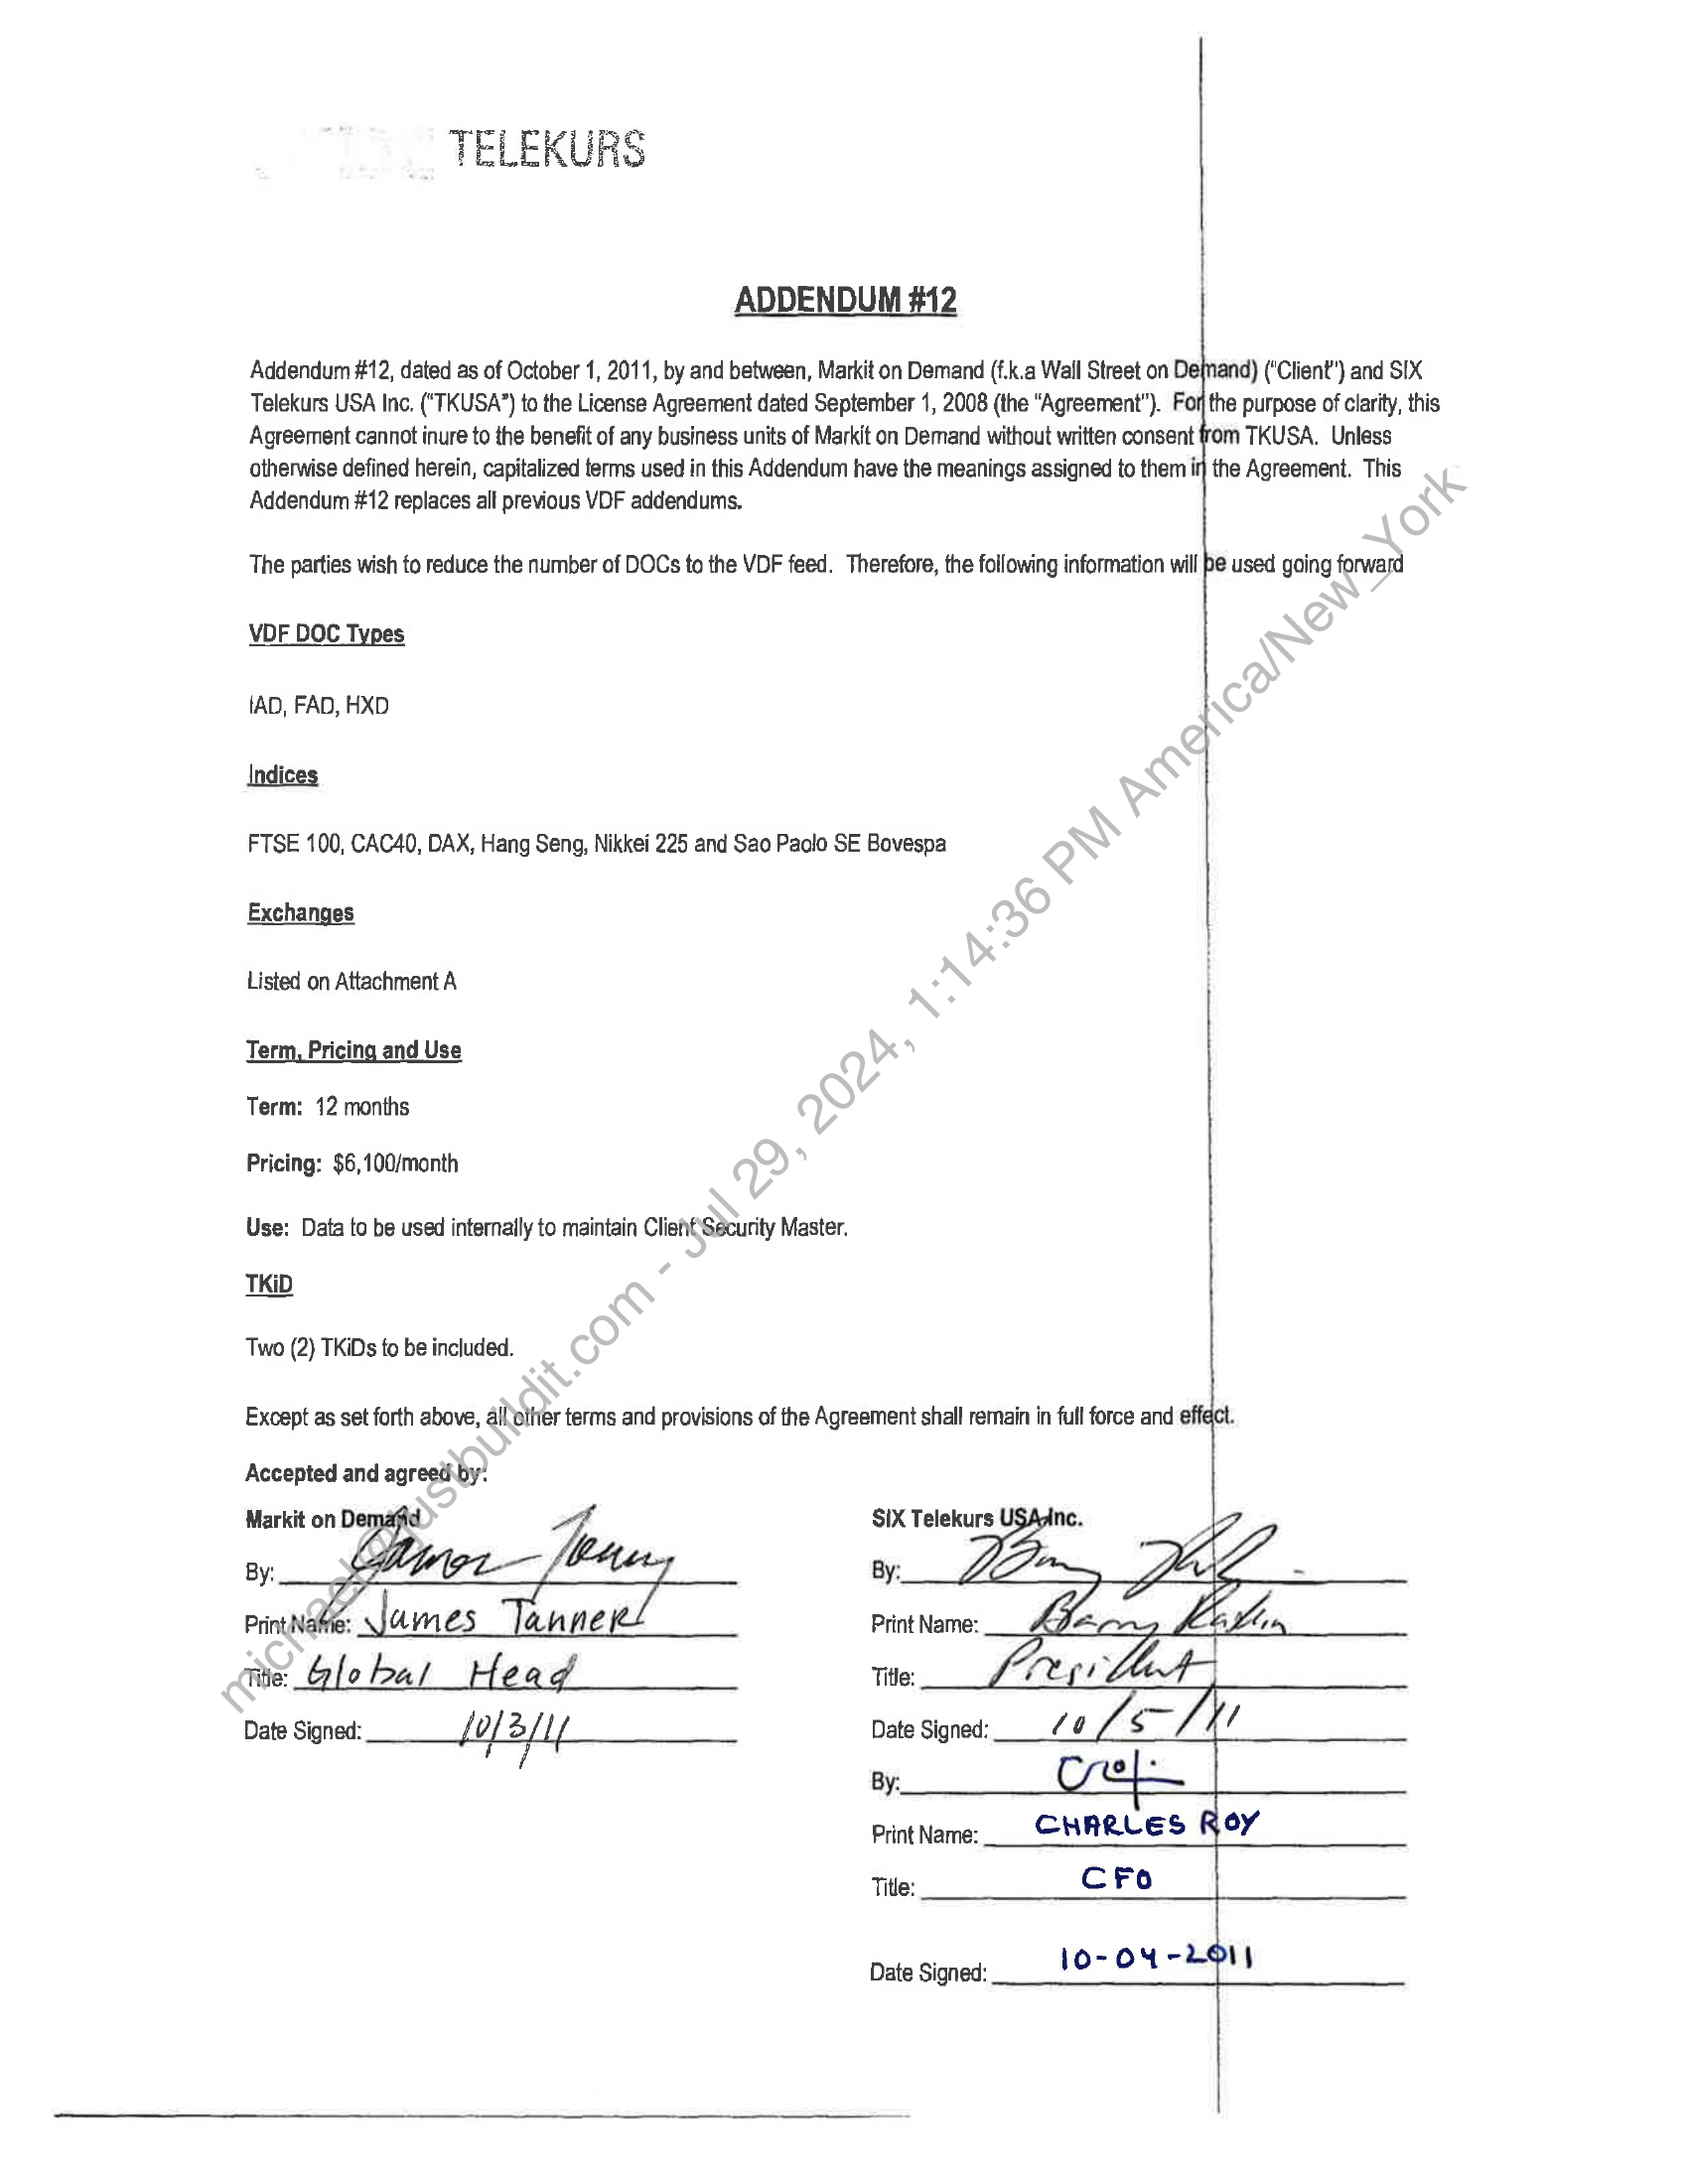 TELEKURS
ADDENDUM #12
Addendum #12, dated as of October 1, 2011, by and between, Markit on Demand (f.k.a Wall Street on Demand) ("Client") and SIX
Telekurs USA Inc. ("TKUSA") to the License Agreement dated September 1, 2008 (the "Agreement"). For the purpose of clarity, this
Agreement cannot inure to the benefit of any business units of Markit on Demand without written consent from TKUSA. Unless
otherwise defined herein, capitalized terms used in this Addendum have the meanings assigned to them in the Agreement. This
Addendum #12 replaces all previous VDF addendums.
The parties wish to reduce the number of DOCs to the VDF feed. Therefore, the following information will be used going forward
VDF DOC Types
IAD, FAD, HXD
Indices
FTSE 100, CAC40, DAX, Hang Seng, Nikkei 225 and Sao Paolo SE Bovespa
Exchanges
Listed on Attachment A
Term, Pricing and Use
Term: 12 months
Pricing: $6,100/month
Use: Data to be used internally to maintain Client Security Master.
TKiD
Two (2) TKiDs to be included.
Except as set forth above, all other terms and provisions of the Agreement shall remain in full force and effect.
Accepted and agreed by:
Markit on Demand
By:
Print Name: James Tanner
Title: Global Head
Date Signed: 10/3/11
SIX Telekurs USA Inc.
By:
Print Name: Barry
Title: President
Date Signed: 10/5/11
By:
Print Name: CHARLES ROY
Title: CFO
Date Signed: 10-04-2011
michael@justbuildit.com - Jul 29, 2024, 1:14:36 PM America/New_York